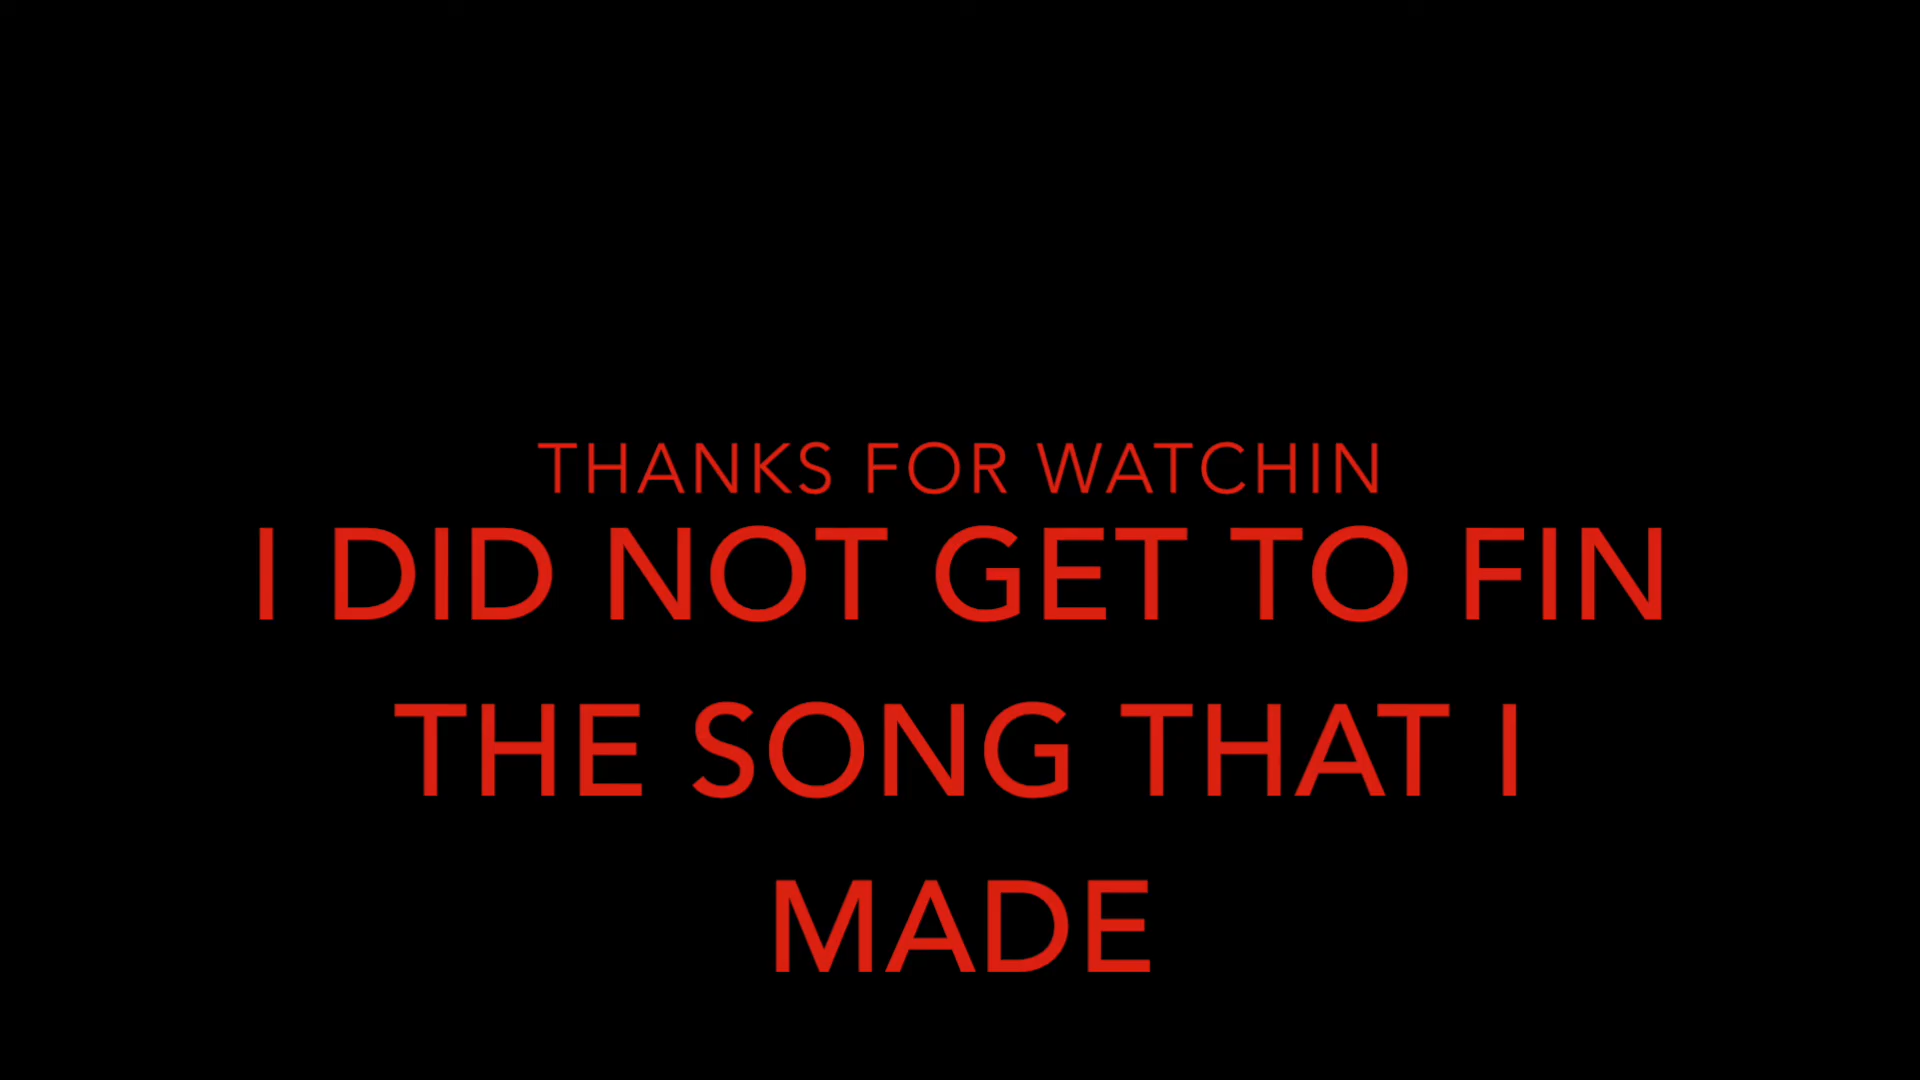 THANKS FOR WATCHIN
I DID NOT GET TO FIN
THE SONG THAT I
MADE